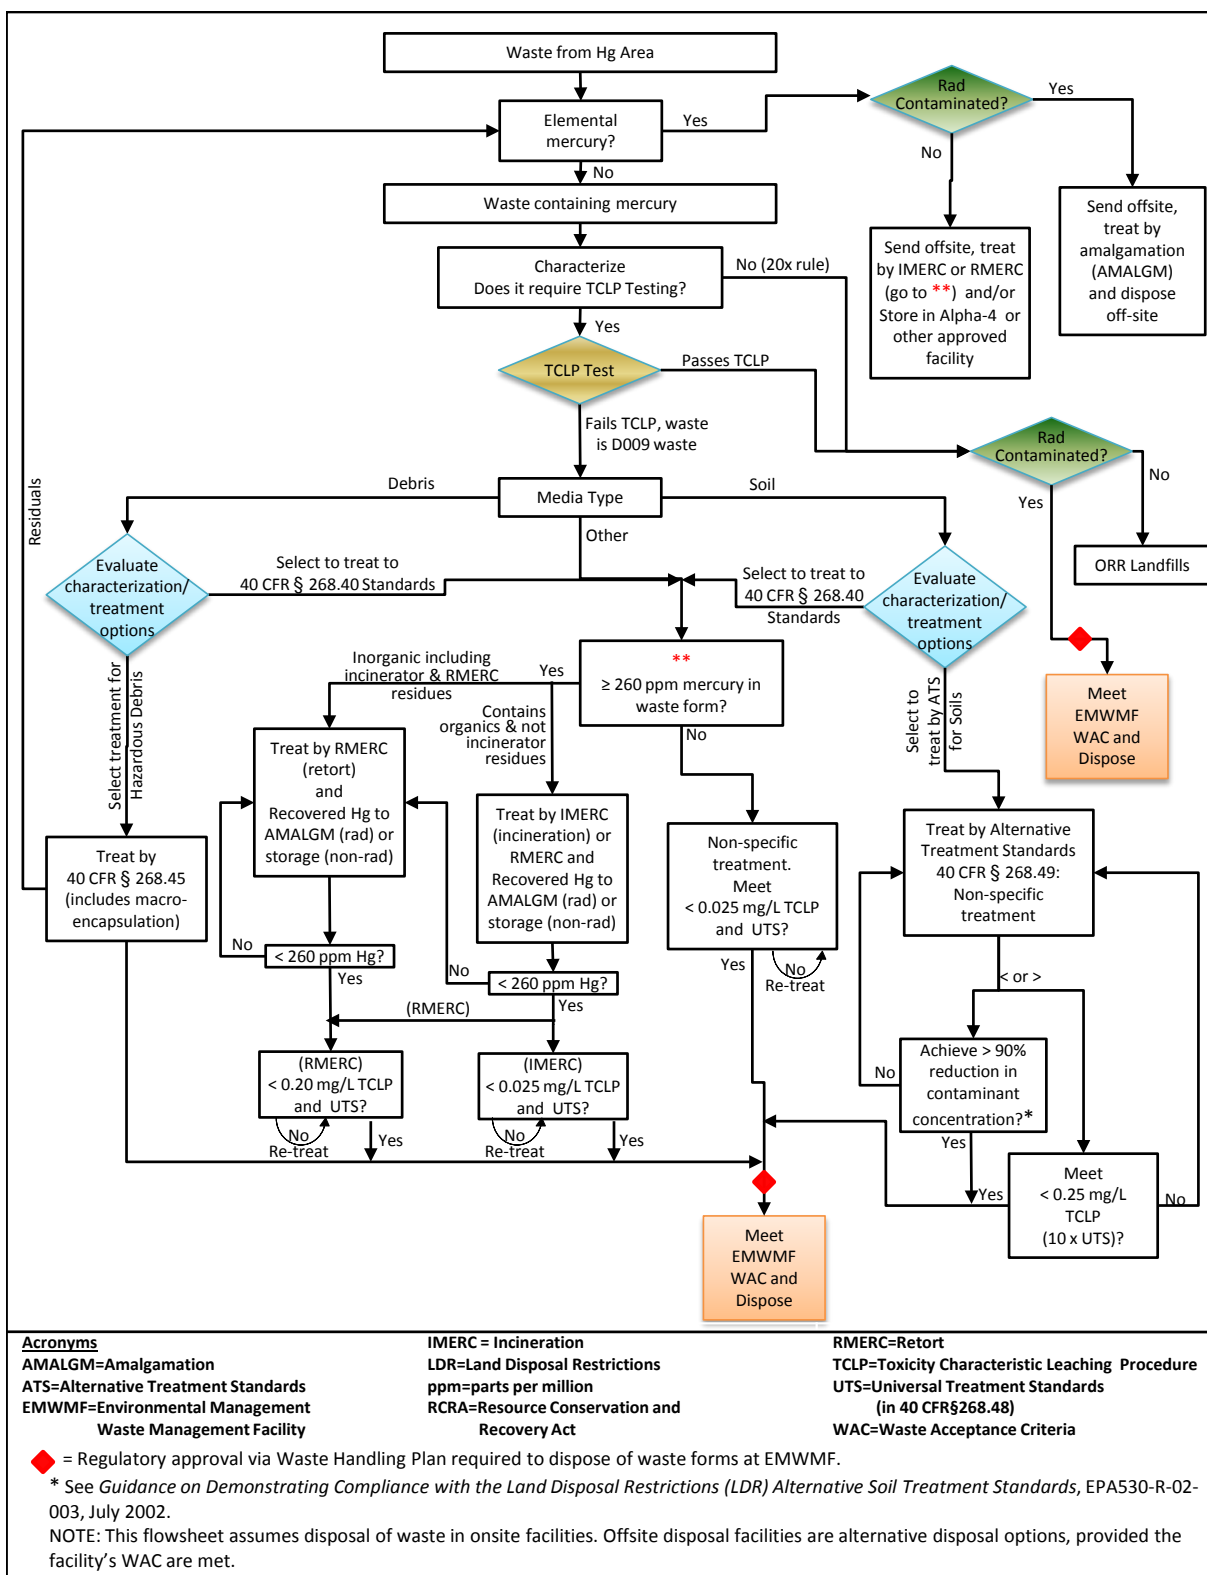 Waste from Hg Area
Elemental
mercury?
Yes
No
Rad
Contaminated?
Yes
No
Send offsite,
treat by
amalgamation
(AMALGM)
and dispose
off-site
Send offsite, treat
by IMERC or RMERC
(go to **) and/or
Store in Alpha-4 or
other approved
facility
Waste containing mercury
Characterize
Does it require TCLP Testing?
No (20x rule)
Yes
TCLP Test
Passes TCLP
Fails TCLP, waste
is D009 waste
Rad
Contaminated?
No
Yes
ORR Landfills
Meet
EMWMF
WAC and
Dispose
Residuals
Debris
Media Type
Soil
Other
Evaluate
characterization/
treatment
options
Select to treat to
40 CFR § 268.40 Standards
Select to treat to
40 CFR § 268.40
Standards
Evaluate
characterization/
treatment
options
Select treatment for
Hazardous Debris
Select to
treat by ATS
for Soils
**
≥ 260 ppm mercury in
waste form?
Yes
No
Inorganic including
incinerator & RMERC
residues
Contains
organics & not
incinerator
residues
Treat by RMERC
(retort)
and
Recovered Hg to
AMALGM (rad) or
storage (non-rad)
Treat by IMERC
(incineration) or
RMERC and
Recovered Hg to
AMALGM (rad) or
storage (non-rad)
Non-specific
treatment.
Meet
< 0.025 mg/L TCLP
and UTS?
Yes
No
Re-treat
Treat by Alternative
Treatment Standards
40 CFR § 268.49:
Non-specific
treatment
Treat by
40 CFR § 268.45
(includes macro-
encapsulation)
No
< 260 ppm Hg?
Yes
No
< 260 ppm Hg?
Yes
(RMERC)
< or >
(RMERC)
< 0.20 mg/L TCLP
and UTS?
No
Re-treat
Yes
(IMERC)
< 0.025 mg/L TCLP
and UTS?
No
Re-treat
Yes
No
Achieve > 90%
reduction in
contaminant
concentration?*
Yes
Meet
< 0.25 mg/L
TCLP
(10 x UTS)?
Yes
No
Meet
EMWMF
WAC and
Dispose
Acronyms
AMALGM=Amalgamation
ATS=Alternative Treatment Standards
EMWMF=Environmental Management
Waste Management Facility
IMERC = Incineration
LDR=Land Disposal Restrictions
ppm=parts per million
RCRA=Resource Conservation and
Recovery Act
RMERC=Retort
TCLP=Toxicity Characteristic Leaching Procedure
UTS=Universal Treatment Standards
(in 40 CFR§268.48)
WAC=Waste Acceptance Criteria
= Regulatory approval via Waste Handling Plan required to dispose of waste forms at EMWMF.
* See Guidance on Demonstrating Compliance with the Land Disposal Restrictions (LDR) Alternative Soil Treatment Standards, EPA530-R-02-
003, July 2002.
NOTE: This flowsheet assumes disposal of waste in onsite facilities. Offsite disposal facilities are alternative disposal options, provided the
facility's WAC are met.